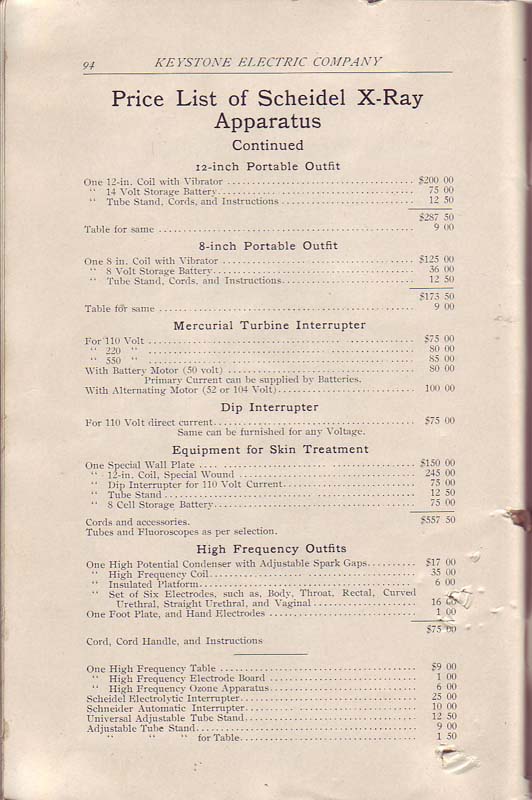 94 KEYSTONE ELECTRIC COMPANY
Price List of Scheidel X-Ray
Apparatus
Continued
12-inch Portable Outfit
One 12-in. Coil with Vibrator .......... $200 00
" 14 Volt Storage Battery .......... 75 00
" Tube Stand, Cords, and Instructions .......... 12 50
$287 50
Table for same .......... 9 00
8-inch Portable Outfit
One 8 in. Coil with Vibrator .......... $125 00
" 8 Volt Storage Battery .......... 36 00
" Tube Stand, Cords, and Instructions .......... 12 50
$173 50
Table for same .......... 9 00
Mercurial Turbine Interrupter
For 110 Volt .......... $75 00
" 220 " .......... 80 00
" 550 " .......... 85 00
With Battery Motor (50 volt) .......... 80 00
Primary Current can be supplied by Batteries.
With Alternating Motor (52 or 104 Volt) .......... 100 00
Dip Interrupter
For 110 Volt direct current .......... $75 00
Same can be furnished for any Voltage.
Equipment for Skin Treatment
One Special Wall Plate .......... $150 00
" 12-in. Coil, Special Wound .......... 245 00
" Dip Interrupter for 110 Volt Current .......... 75 00
" Tube Stand .......... 12 50
" 8 Cell Storage Battery .......... 75 00
Cords and accessories. $557 50
Tubes and Fluoroscopes as per selection.
High Frequency Outfits
One High Potential Condenser with Adjustable Spark Gaps .......... $17 00
" High Frequency Coil .......... 35 00
" Insulated Platform .......... 6 00
" Set of Six Electrodes, such as, Body, Throat, Rectal, Curved
Urethral, Straight Urethral, and Vaginal .......... 16 00
One Foot Plate, and Hand Electrodes .......... 1 00
$75 00
Cord, Cord Handle, and Instructions
One High Frequency Table .......... $9 00
" High Frequency Electrode Board .......... 1 00
" High Frequency Ozone Apparatus .......... 6 00
Scheidel Electrolytic Interrupter .......... 25 00
Schneider Automatic Interrupter .......... 10 00
Universal Adjustable Tube Stand .......... 12 50
Adjustable Tube Stand .......... 9 00
" " " for Table .......... 1 50